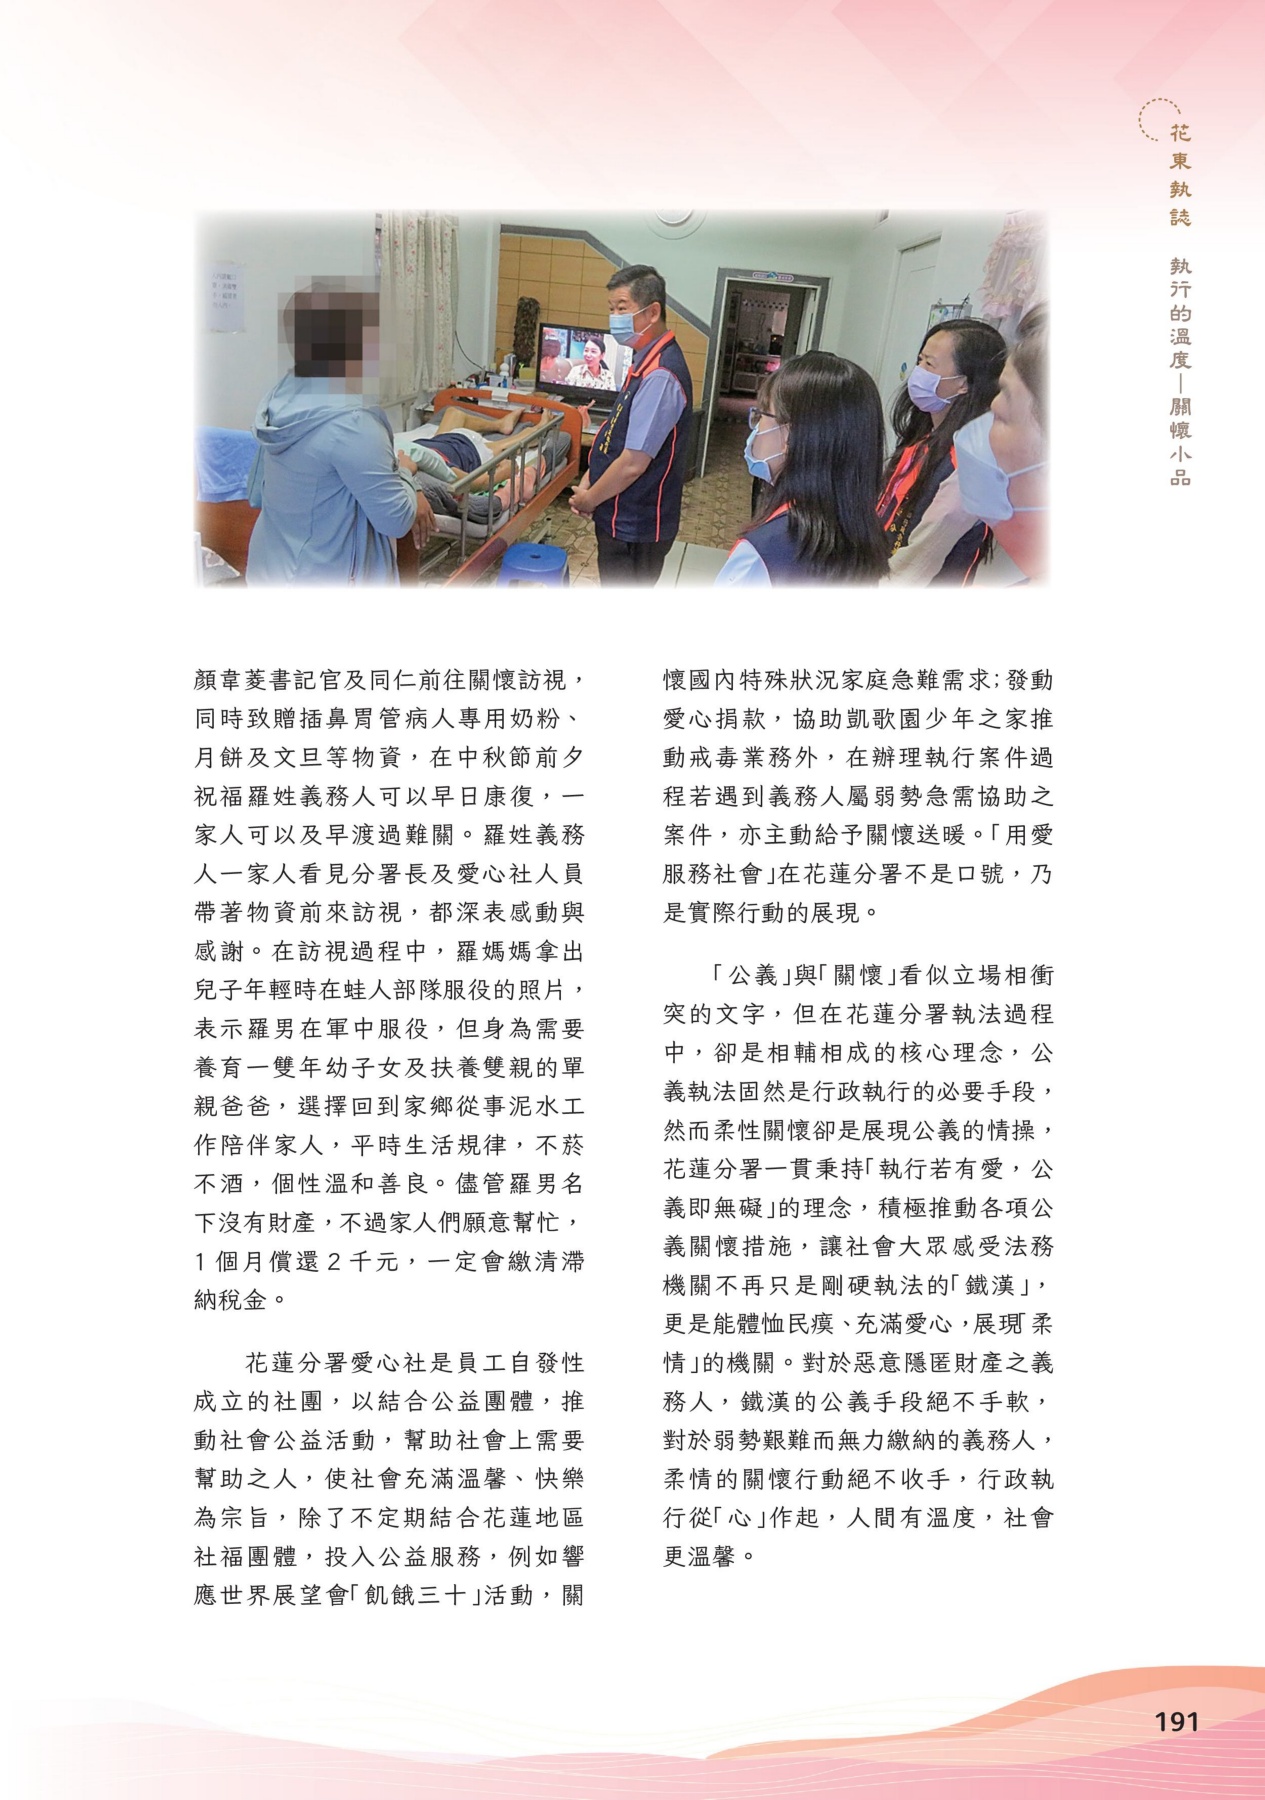 花東執誌　執行的溫度－關懷小品
顏韋菱書記官及同仁前往關懷訪視，
同時致贈插鼻胃管病人專用奶粉、
月餅及文旦等物資，在中秋節前夕
祝福羅姓義務人可以早日康復，一
家人可以及早渡過難關。羅姓義務
人一家人看見分署長及愛心社人員
帶著物資前來訪視，都深表感動與
感謝。在訪視過程中，羅媽媽拿出
兒子年輕時在蛙人部隊服役的照片，
表示羅男在軍中服役，但身為需要
養育一雙年幼子女及扶養雙親的單
親爸爸，選擇回到家鄉從事泥水工
作陪伴家人，平時生活規律，不菸
不酒，個性溫和善良。儘管羅男名
下沒有財產，不過家人們願意幫忙，
1 個月償還 2 千元，一定會繳清滯
納稅金。
花蓮分署愛心社是員工自發性
成立的社團，以結合公益團體，推
動社會公益活動，幫助社會上需要
幫助之人，使社會充滿溫馨、快樂
為宗旨，除了不定期結合花蓮地區
社福團體，投入公益服務，例如響
應世界展望會「飢餓三十」活動，關
懷國內特殊狀況家庭急難需求；發動
愛心捐款，協助凱歌園少年之家推
動戒毒業務外，在辦理執行案件過
程若遇到義務人屬弱勢急需協助之
案件，亦主動給予關懷送暖。「用愛
服務社會」在花蓮分署不是口號，乃
是實際行動的展現。
「公義」與「關懷」看似立場相衝
突的文字，但在花蓮分署執法過程
中，卻是相輔相成的核心理念，公
義執法固然是行政執行的必要手段，
然而柔性關懷卻是展現公義的情操，
花蓮分署一貫秉持「執行若有愛，公
義即無礙」的理念，積極推動各項公
義關懷措施，讓社會大眾感受法務
機關不再只是剛硬執法的「鐵漢」，
更是能體恤民瘼、充滿愛心，展現「柔
情」的機關。對於惡意隱匿財產之義
務人，鐵漢的公義手段絕不手軟，
對於弱勢艱難而無力繳納的義務人，
柔情的關懷行動絕不收手，行政執
行從「心」作起，人間有溫度，社會
更溫馨。
191